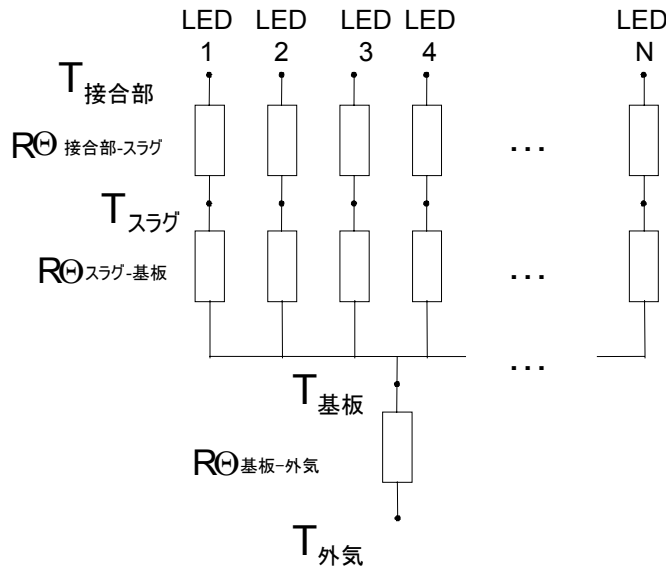 LED LED LED LED LED
1 2 3 4 N
T接合部
RΘ 接合部-スラグ
...
Tスラグ
RΘスラグ-基板
...
...
T基板
RΘ基板-外気
T外気